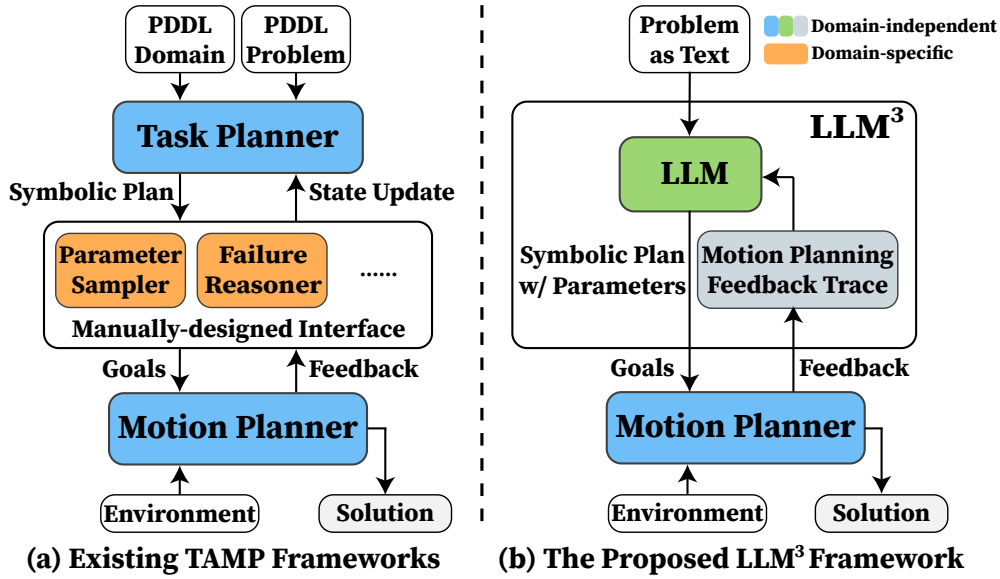 PDDL
Domain
PDDL
Problem
Task Planner
Symbolic Plan
State Update
Parameter
Sampler
Failure
Reasoner
......
Manually-designed Interface
Goals
Feedback
Motion Planner
Environment
Solution
(a) Existing TAMP Frameworks
Problem
as Text
Domain-independent
Domain-specific
LLM³
LLM
Symbolic Plan
w/ Parameters
Motion Planning
Feedback Trace
Goals
Feedback
Motion Planner
Environment
Solution
(b) The Proposed LLM³ Framework